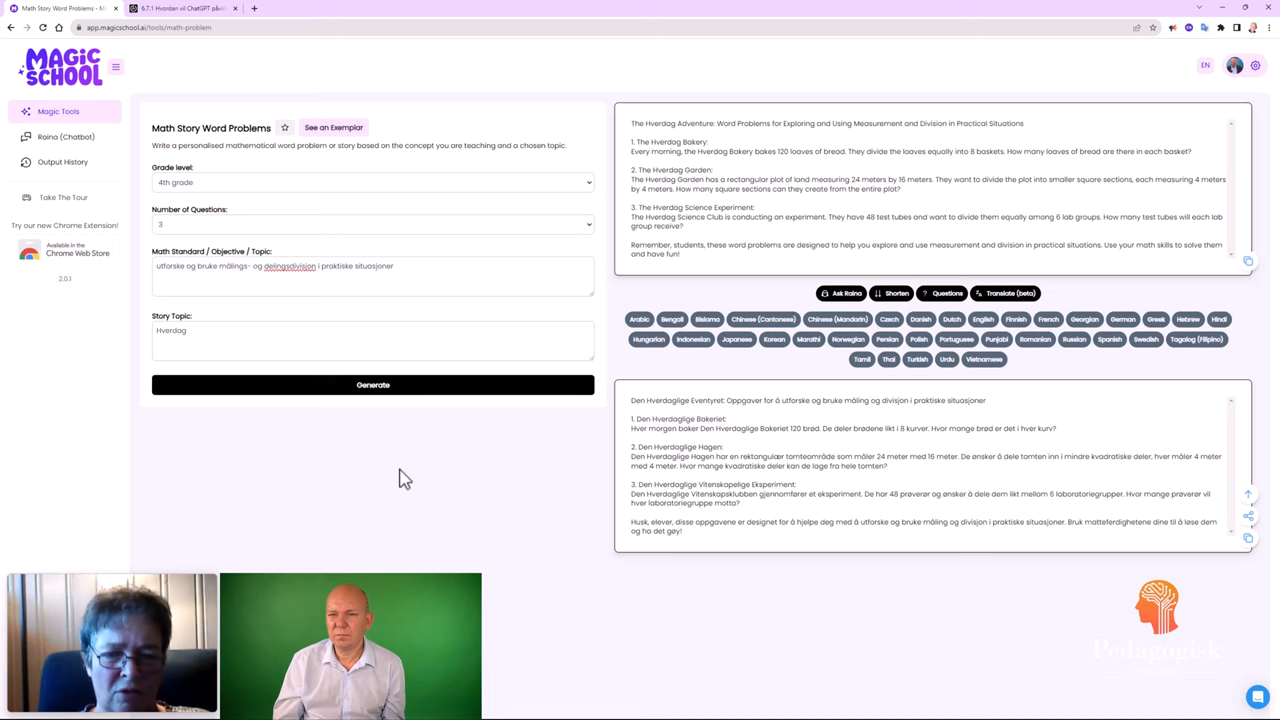 Math Story Word Problems - M
6.7.1 Hvordan vil ChatGPT påvi
app.magicschool.ai/tools/math-problem
MAGIC
SCHOOL
EN
Magic Tools
Raina (Chatbot)
Output History
Take The Tour
Try our new Chrome Extension!
Available in the
Chrome Web Store
2.0.1
Math Story Word Problems
See an Exemplar
Write a personalised mathematical word problem or story based on the concept you are teaching and a chosen topic.
Grade level:
4th grade
Number of Questions:
3
Math Standard / Objective / Topic:
utforske og bruke målings- og delingsdivisjon i praktiske situasjoner
Story Topic:
Hverdag
Generate
The Hverdag Adventure: Word Problems for Exploring and Using Measurement and Division in Practical Situations
1. The Hverdag Bakery:
Every morning, the Hverdag Bakery bakes 120 loaves of bread. They divide the loaves equally into 8 baskets. How many loaves of bread are there in each basket?
2. The Hverdag Garden:
The Hverdag Garden has a rectangular plot of land measuring 24 meters by 16 meters. They want to divide the plot into smaller square sections, each measuring 4 meters
by 4 meters. How many square sections can they create from the entire plot?
3. The Hverdag Science Experiment:
The Hverdag Science Club is conducting an experiment. They have 48 test tubes and want to divide them equally among 6 lab groups. How many test tubes will each lab
group receive?
Remember, students, these word problems are designed to help you explore and use measurement and division in practical situations. Use your math skills to solve them
and have fun!
Ask Raina Shorten ? Questions Translate (beta)
Arabic Bengali Bislama Chinese (Cantonese) Chinese (Mandarin) Czech Danish Dutch English Finnish French Georgian German Greek Hebrew Hindi
Hungarian Indonesian Japanese Korean Marathi Norwegian Persian Polish Portuguese Punjabi Romanian Russian Spanish Swedish Tagalog (Filipino)
Tamil Thai Turkish Urdu Vietnamese
Den Hverdaglige Eventyret: Oppgaver for å utforske og bruke måling og divisjon i praktiske situasjoner
1. Den Hverdaglige Bakeriet:
Hver morgen baker Den Hverdaglige Bakeriet 120 brød. De deler brødene likt i 8 kurver. Hvor mange brød er det i hver kurv?
2. Den Hverdaglige Hagen:
Den Hverdaglige Hagen har en rektangulær tomteområde som måler 24 meter med 16 meter. De ønsker å dele tomten inn i mindre kvadratiske deler, hver måler 4 meter
med 4 meter. Hvor mange kvadratiske deler kan de lage fra hele tomten?
3. Den Hverdaglige Vitenskapelige Eksperiment:
Den Hverdaglige Vitenskapsklubben gjennomfører et eksperiment. De har 48 prøverør og ønsker å dele dem likt mellom 6 laboratoriegrupper. Hvor mange prøverør vil
hver laboratoriegruppe motta?
Husk, elever, disse oppgavene er designet for å hjelpe deg med å utforske og bruke måling og divisjon i praktiske situasjoner. Bruk matteferdighetene dine til å løse dem
og ha det gøy!
Pedagogisk